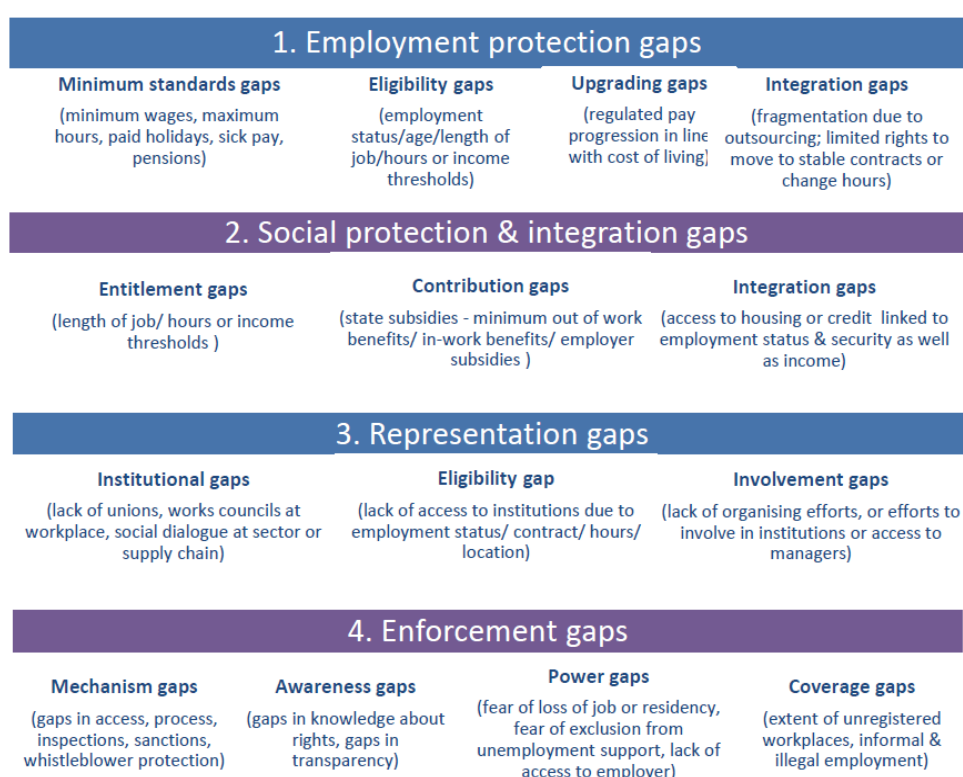 1. Employment protection gaps
Minimum standards gaps
(minimum wages, maximum
hours, paid holidays, sick pay,
pensions)
Eligibility gaps
(employment
status/age/length of
job/hours or income
thresholds)
Upgrading gaps
(regulated pay
progression in line
with cost of living)
Integration gaps
(fragmentation due to
outsourcing; limited rights to
move to stable contracts or
change hours)
2. Social protection & integration gaps
Entitlement gaps
(length of job/ hours or income
thresholds )
Contribution gaps
(state subsidies - minimum out of work
benefits/ in-work benefits/ employer
subsidies )
Integration gaps
(access to housing or credit linked to
employment status & security as well
as income)
3. Representation gaps
Institutional gaps
(lack of unions, works councils at
workplace, social dialogue at sector or
supply chain)
Eligibility gap
(lack of access to institutions due to
employment status/ contract/ hours/
location)
Involvement gaps
(lack of organising efforts, or efforts to
involve in institutions or access to
managers)
4. Enforcement gaps
Mechanism gaps
(gaps in access, process,
inspections, sanctions,
whistleblower protection)
Awareness gaps
(gaps in knowledge about
rights, gaps in
transparency)
Power gaps
(fear of loss of job or residency,
fear of exclusion from
unemployment support, lack of
access to employer)
Coverage gaps
(extent of unregistered
workplaces, informal &
illegal employment)